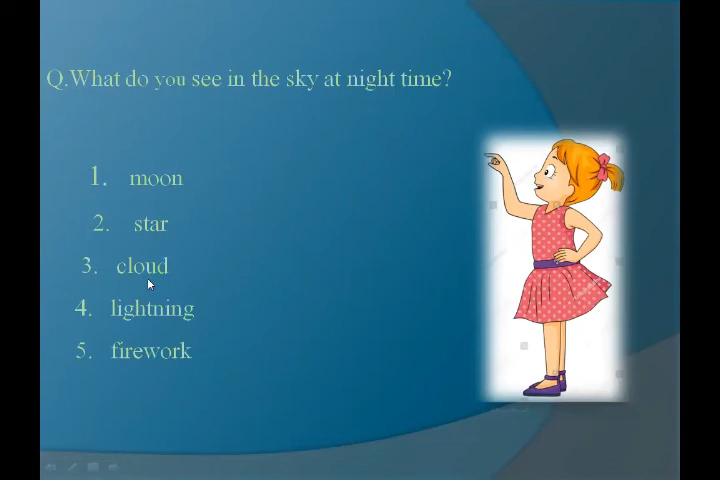 Q.What do you see in the sky at night time?
1. moon
2. star
3. cloud
4. lightning
5. firework